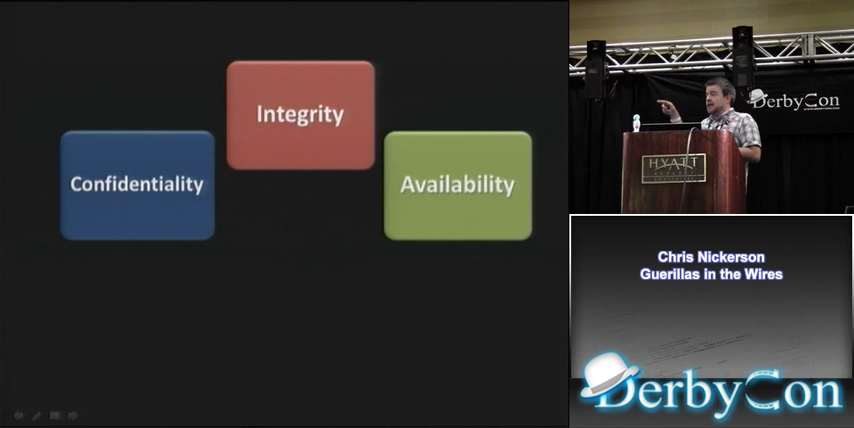 Integrity
Confidentiality
Availability
DerbyCon
HYATT
Chris Nickerson
Guerillas in the Wires
DerbyCon